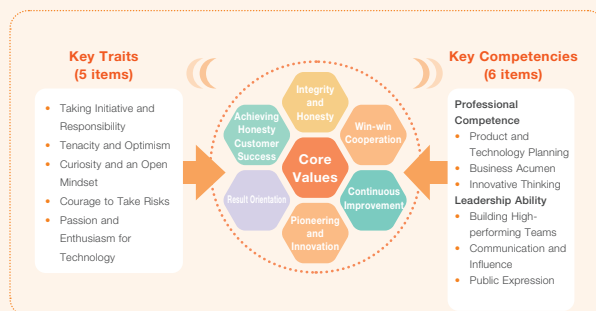 Key Traits
(5 items)
Taking Initiative and
Responsibility
Tenacity and Optimism
Curiosity and an Open
Mindset
Courage to Take Risks
Passion and
Enthusiasm for
Technology
Integrity
and
Honesty
Achieving
Honesty
Customer
Success
Win-win
Cooperation
Core
Values
Result Orientation
Continuous
Improvement
Pioneering
and
Innovation
Key Competencies
(6 items)
Professional
Competence
Product and
Technology Planning
Business Acumen
Innovative Thinking
Leadership Ability
Building High-
performing Teams
Communication and
Influence
Public Expression